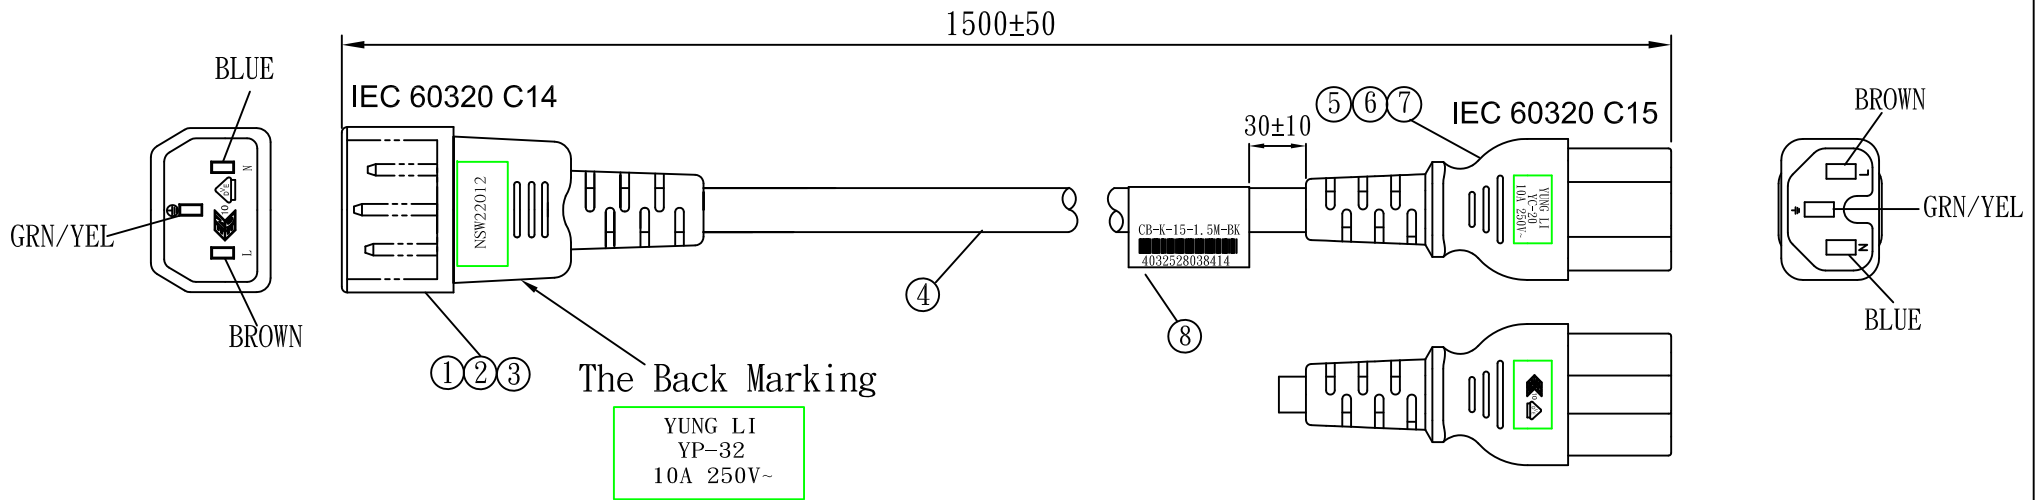 1500±50
BLUE
IEC 60320 C14
N
GRN/YEL
10
L
BROWN
NSW22012
① ② ③
The Back Marking
YUNG LI
YP-32
10A 250V~
④
CB-K-15-1.5M-BK
4032528038414
⑧
30±10
⑤ ⑥ ⑦
IEC 60320 C15
YUNG LI
YC-20
10A 250V~
10
BROWN
L
GRN/YEL
N
BLUE